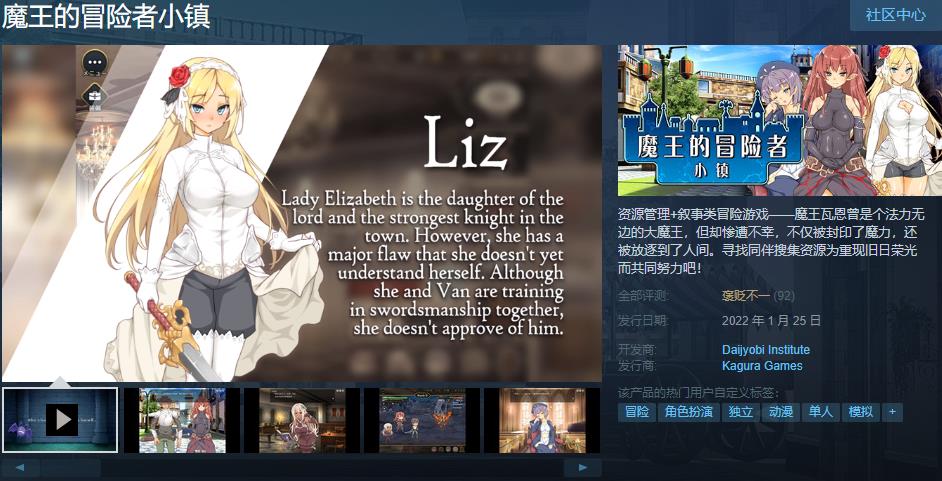 魔王的冒险者小镇
社区中心
Liz
Lady Elizabeth is the daughter of the
lord and the strongest knight in the
town. However, she has a
major flaw that she doesn't yet
understand herself. Although
she and Van are training
in swordsmanship together,
she doesn't approve of him.
魔王的冒险者
小镇
资源管理+叙事类冒险游戏——魔王瓦恩曾是个法力无
边的大魔王，但却惨遭不幸，不仅被封印了魔力，还
被放逐到了人间。寻找同伴搜集资源为重现旧日荣光
而共同努力吧！
全部评测: 褒贬不一 (92)
发行日期: 2022 年 1 月 25 日
开发商: Daijyobi Institute
发行商: Kagura Games
该产品的热门用户自定义标签:
冒险 角色扮演 独立 动漫 单人 模拟 +